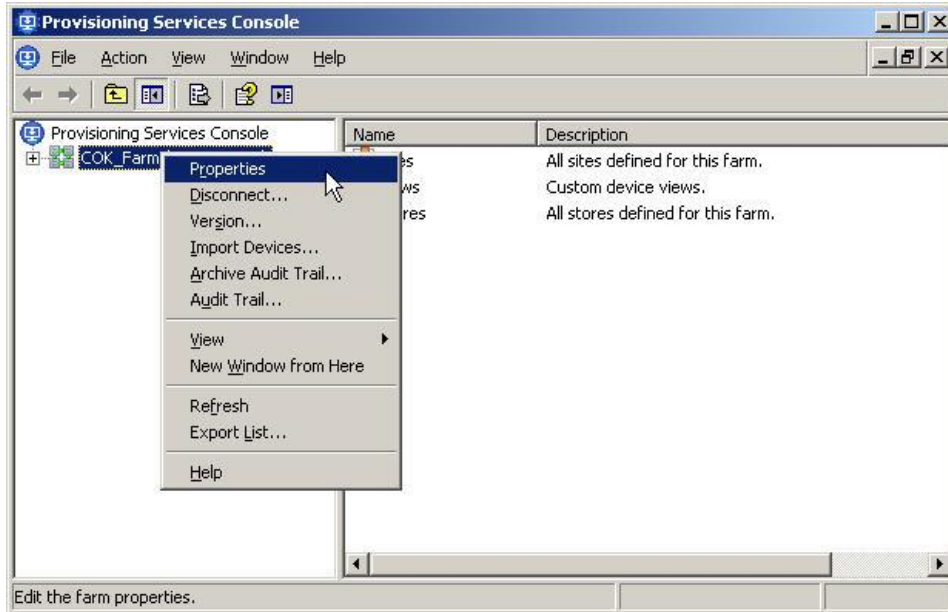 Provisioning Services Console
File Action View Window Help
Provisioning Services Console
Name Description
COK_Farm
All sites defined for this farm.
Custom device views.
All stores defined for this farm.
Properties
Disconnect...
Version...
Import Devices...
Archive Audit Trail...
Audit Trail...
View
New Window from Here
Refresh
Export List...
Help
Edit the farm properties.